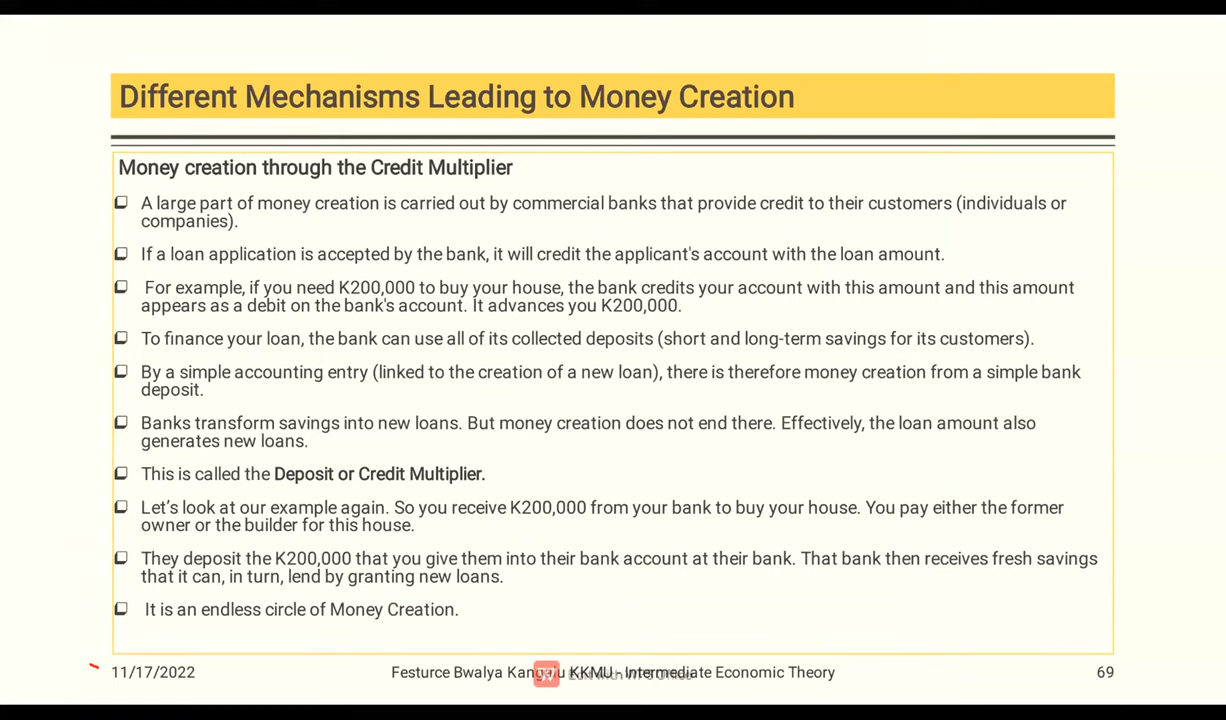 Different Mechanisms Leading to Money Creation
Money creation through the Credit Multiplier
A large part of money creation is carried out by commercial banks that provide credit to their customers (individuals or
companies).
If a loan application is accepted by the bank, it will credit the applicant's account with the loan amount.
For example, if you need K200,000 to buy your house, the bank credits your account with this amount and this amount
appears as a debit on the bank's account. It advances you K200,000.
To finance your loan, the bank can use all of its collected deposits (short and long-term savings for its customers).
By a simple accounting entry (linked to the creation of a new loan), there is therefore money creation from a simple bank
deposit.
Banks transform savings into new loans. But money creation does not end there. Effectively, the loan amount also
generates new loans.
This is called the Deposit or Credit Multiplier.
Let's look at our example again. So you receive K200,000 from your bank to buy your house. You pay either the former
owner or the builder for this house.
They deposit the K200,000 that you give them into their bank account at their bank. That bank then receives fresh savings
that it can, in turn, lend by granting new loans.
It is an endless circle of Money Creation.
11/17/2022
Festurce Bwalya KKMU - Intermediate Economic Theory
69